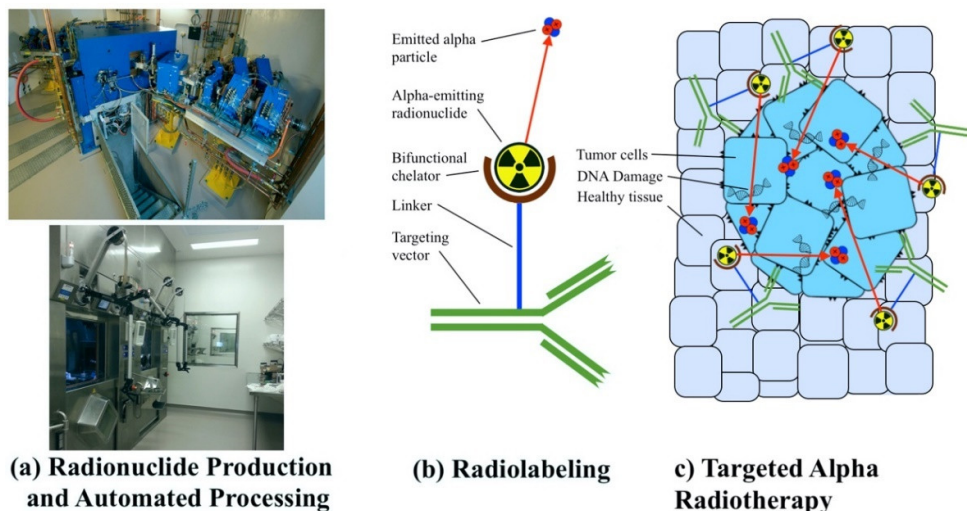 Emitted alpha
particle
Alpha-emitting
radionuclide
Bifunctional
chelator
Linker
Targeting
vector
Tumor cells
DNA Damage
Healthy tissue
(a) Radionuclide Production
and Automated Processing
(b) Radiolabeling
c) Targeted Alpha
Radiotherapy